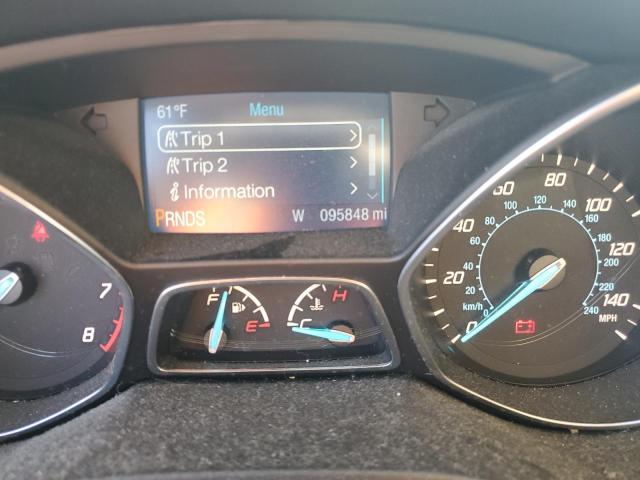 61°F Menu
Trip 1 >
Trip 2 >
i Information >
PRNDS W 095848 mi
7
8
F E
C H
0 20 40 60 80 100 120 140
MPH
0 20 40 60 80 100 120 140 160 180 200 220 240
km/h